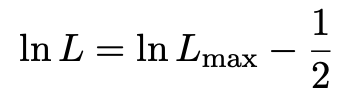 ln L = ln L_max − 1/2